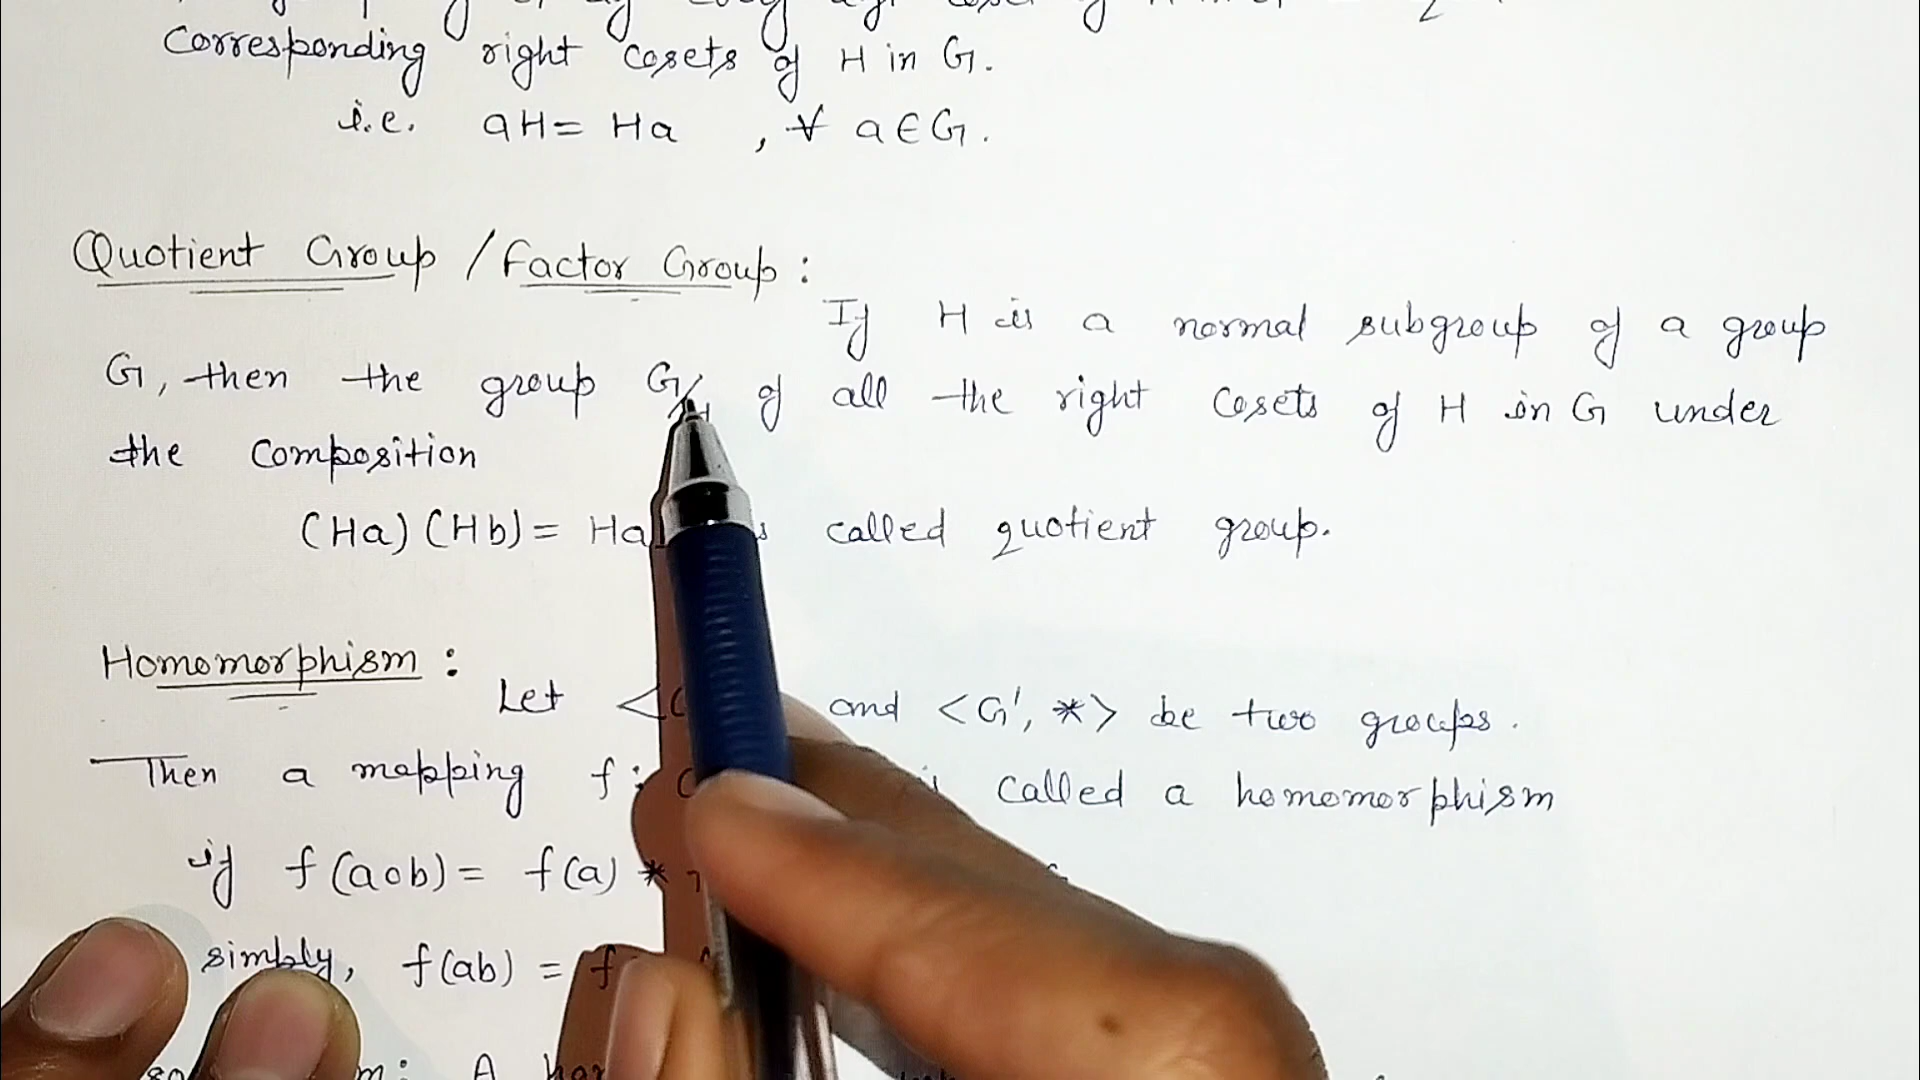 corresponding right cosets of H in G.
i.e. aH = Ha , ∀ a∈G.
Quotient Group / Factor Group :
If H is a normal subgroup of a group
G, then the group G/H of all the right cosets of H in G under
the composition
(Ha) (Hb) = Ha called quotient group.
Homomorphism :
Let < and <G', *> be two groups.
Then a mapping f : called a homomorphism
if f(aob) = f(a) *
simply, f(ab) = f
: A